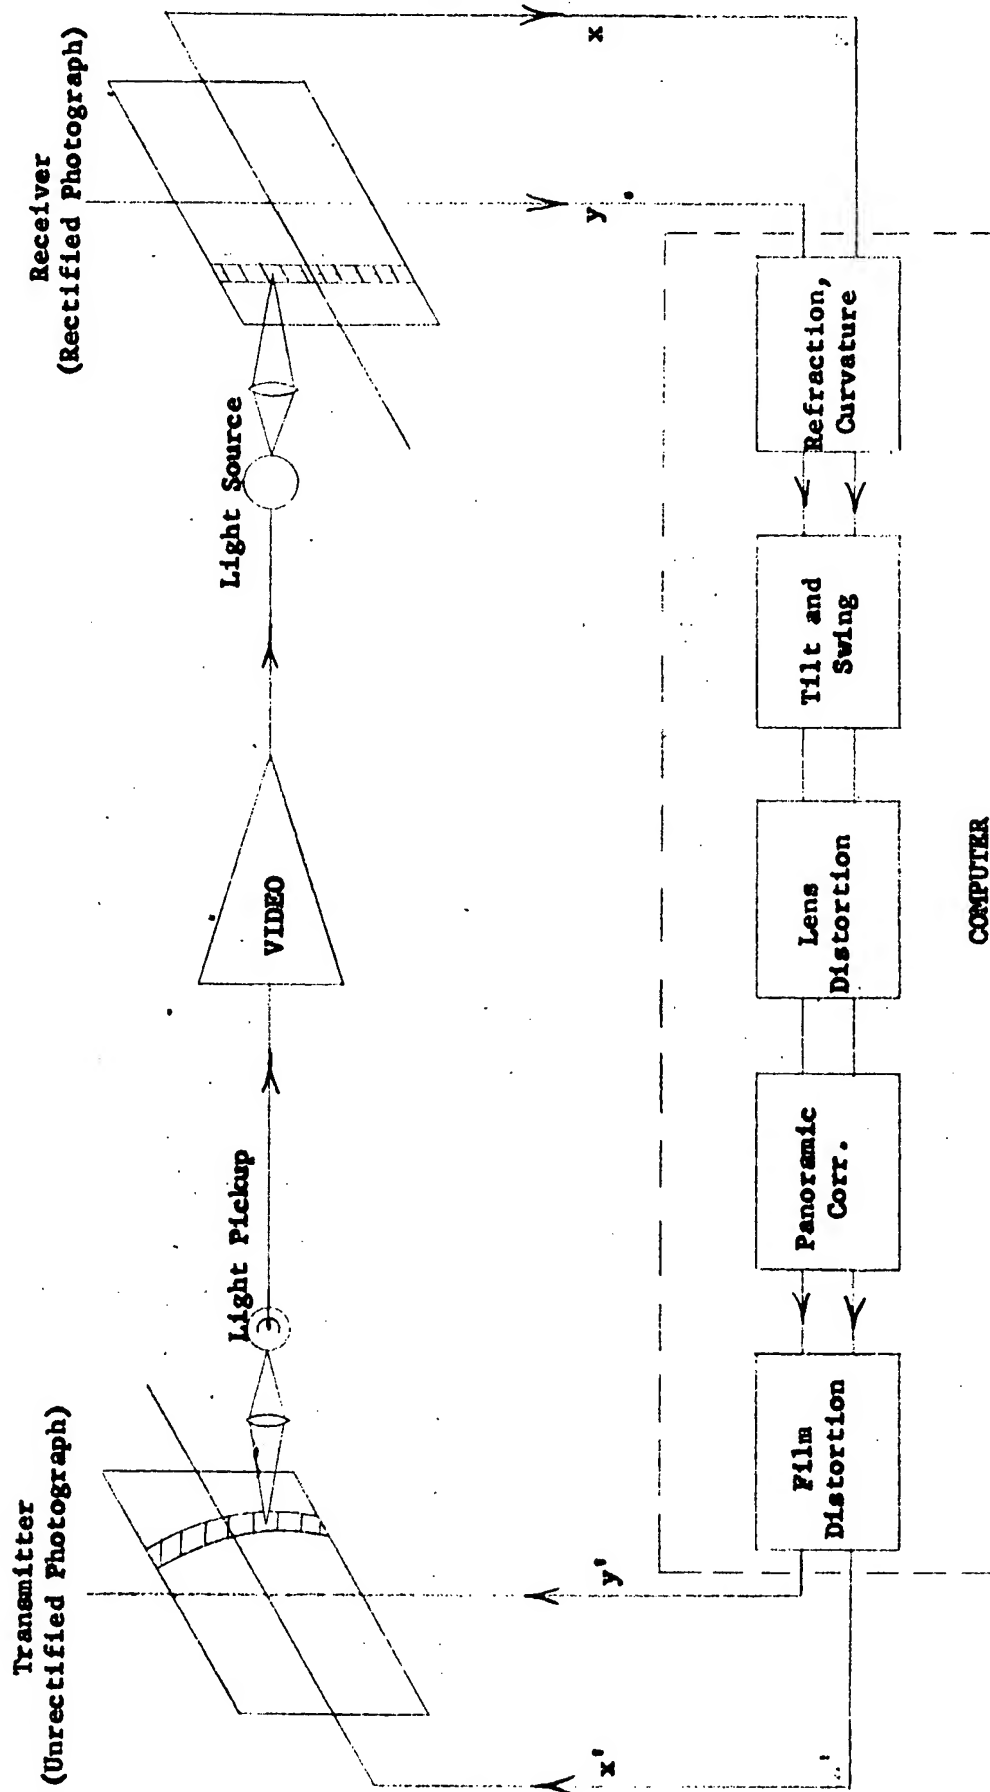 Transmitter
(Unrectified Photograph)
Receiver
(Rectified Photograph)
Light Pickup
VIDEO
Light Source
x'
y'
y
x
Film
Distortion
Panoramic
Corr.
Lens
Distortion
Tilt and
Swing
Refraction,
Curvature
COMPUTER